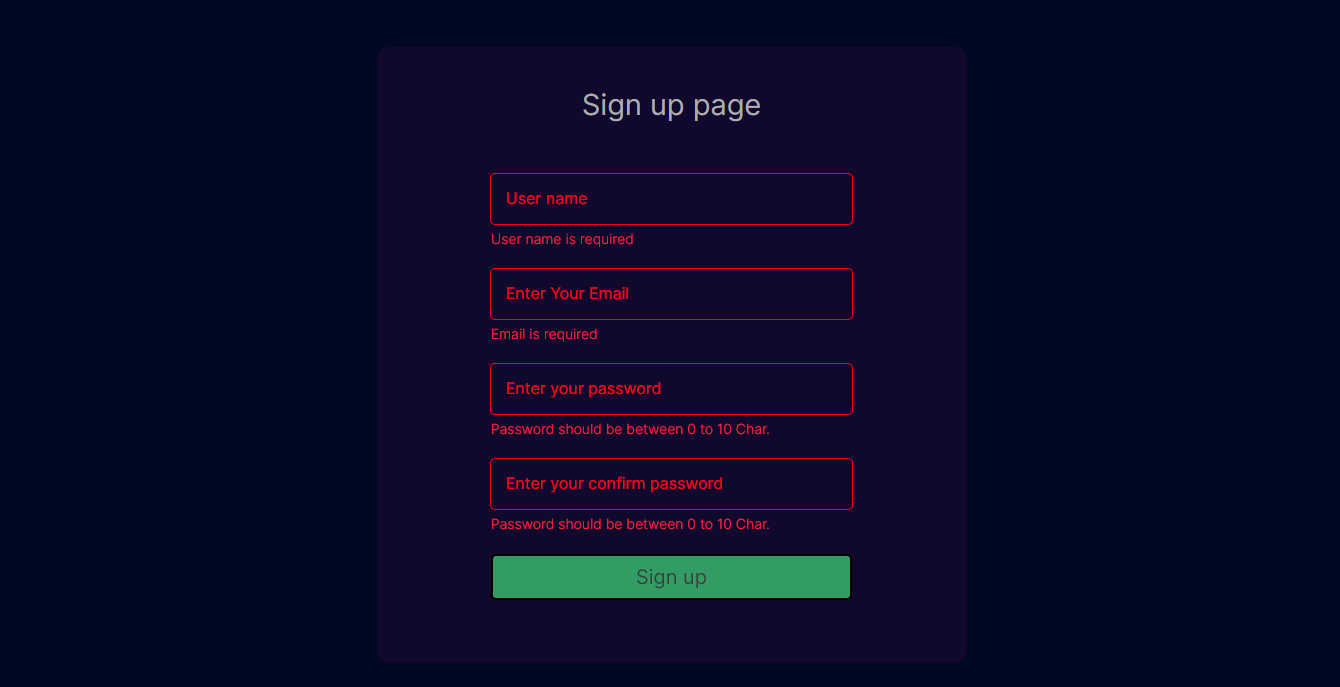 Sign up page
User name
User name is required
Enter Your Email
Email is required
Enter your password
Password should be between 0 to 10 Char.
Enter your confirm password
Password should be between 0 to 10 Char.
Sign up